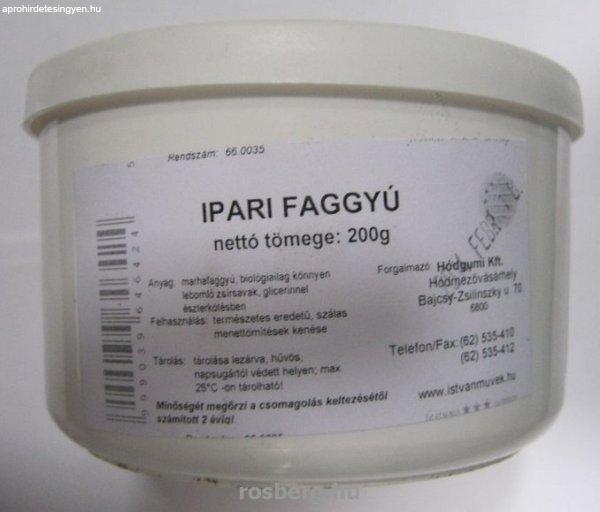 aprohirdetesingyen.hu
Rendszám: 66.0035
IPARI FAGGYÚ
nettó tömege: 200g
Anyag: marhafaggyú, biológiailag könnyen
lebomló zsírsavak, glicerinnel
észterkötésben
Felhasználás: természetes eredetű, szálas
menettömítések kenése
Tárolás: tárolása lezárva, hűvös,
napsugártól védett helyen; max.
25°C -on tárolható!
Minőségét megőrzi a csomagolás keltezésétől
számított 2 évig!
Forgalmazó: Hódgumi Kft.
Hódmezővásárhely
Bajcsy-Zsilinszky u. 70.
6800
Telefon/Fax: (62) 535-410
(62) 535-412
www.istvanmuvek.hu
FEBR
999039646424
rosberg.hu